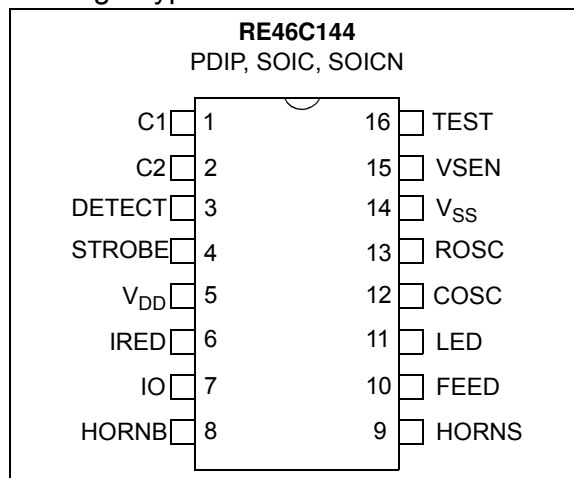 RE46C144
PDIP, SOIC, SOICN
C1 1 16 TEST
C2 2 15 VSEN
DETECT 3 14 VSS
STROBE 4 13 ROSC
VDD 5 12 COSC
IRED 6 11 LED
IO 7 10 FEED
HORNB 8 9 HORNS